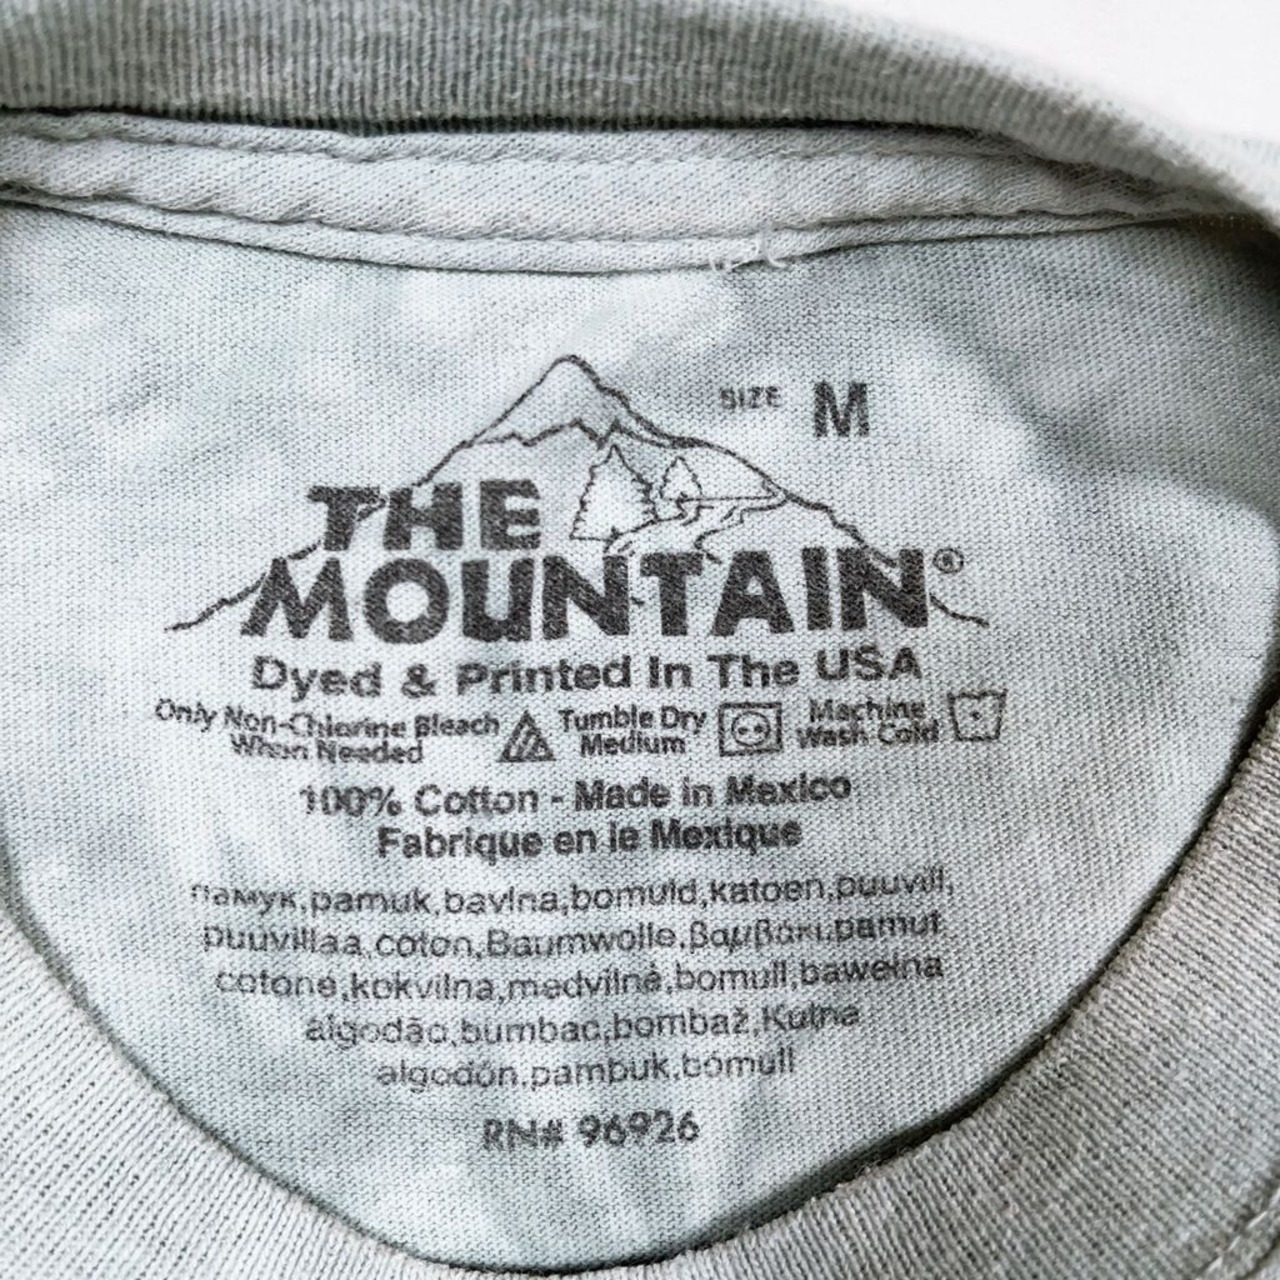 SIZE M
THE
MOUNTAIN®
Dyed & Printed In The USA
Only Non-Chlorine Bleach
When Needed
Tumble Dry
Medium
Machine
Wash Cold
100% Cotton - Made in Mexico
Fabrique en le Mexique
памук,pamuk,bavlna,bomuld,katoen,puuvill,
puuvillaa,coton,Baumwolle,βαμβάκι,pamut
cotone,kokvilna,medvilnė,bomull,bawełna
algodão,bumbac,bombaž,Kutna
algodón,pambuk,bómull
RN# 96926